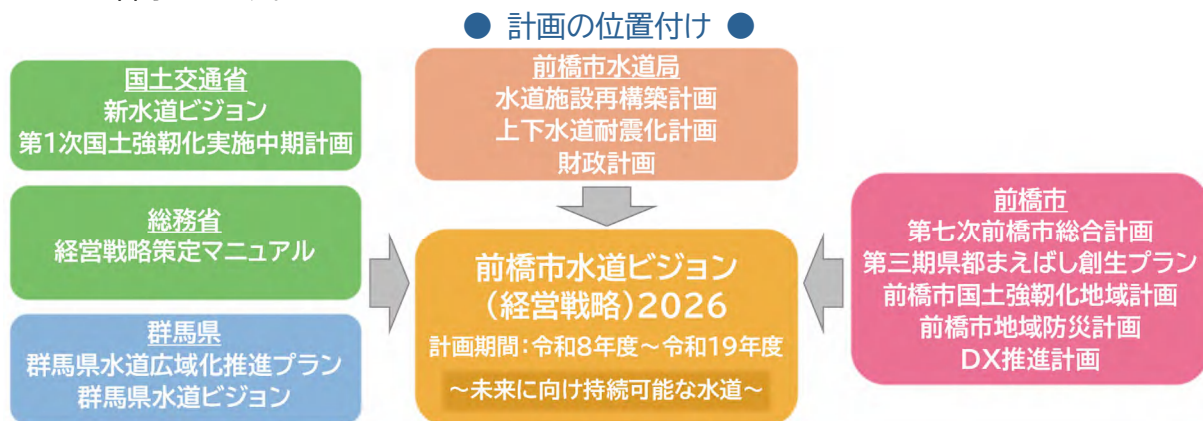 ● 計画の位置付け ●
国土交通省
新水道ビジョン
第1次国土強靭化実施中期計画
総務省
経営戦略策定マニュアル
群馬県
群馬県水道広域化推進プラン
群馬県水道ビジョン
前橋市水道局
水道施設再構築計画
上下水道耐震化計画
財政計画
前橋市水道ビジョン
（経営戦略）2026
計画期間：令和8年度～令和19年度
～未来に向け持続可能な水道～
前橋市
第七次前橋市総合計画
第三期県都まえばし創生プラン
前橋市国土強靭化地域計画
前橋市地域防災計画
DX推進計画